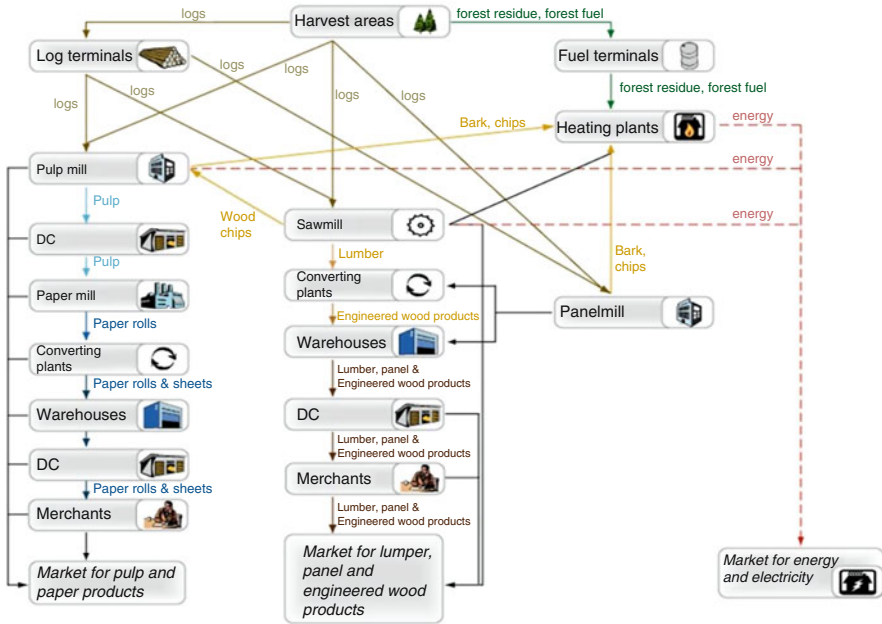 logs
Harvest areas
forest residue, forest fuel
Log terminals
logs
logs
Fuel terminals
logs
logs
logs
logs
forest residue, forest fuel
Bark, chips
Heating plants
energy
Pulp mill
energy
Pulp
Wood
chips
Sawmill
energy
DC
Lumber
Bark,
chips
Pulp
Converting
plants
Paper mill
Engineered wood products
Panelmill
Paper rolls
Warehouses
Converting
plants
Lumber, panel &
Engineered wood products
Paper rolls & sheets
Warehouses
DC
Lumber, panel &
Engineered wood products
DC
Merchants
Paper rolls & sheets
Lumber, panel &
Engineered wood products
Merchants
Market for pulp and
paper products
Market for lumper,
panel and
engineered wood
products
Market for energy
and electricity